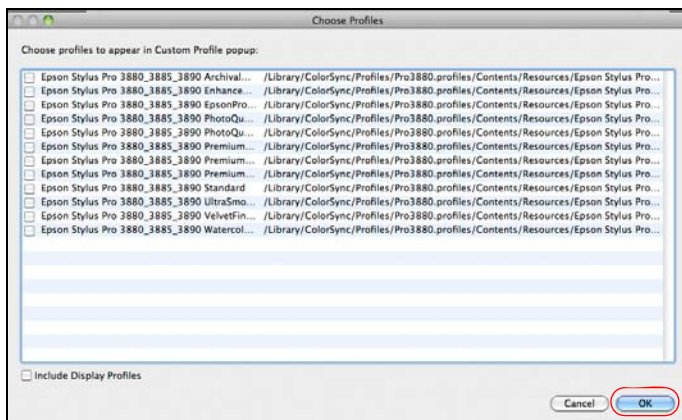 Choose Profiles
Choose profiles to appear in Custom Profile popup:
Epson Stylus Pro 3880_3885_3890 Archival... /Library/ColorSync/Profiles/Pro3880.profiles/Contents/Resources/Epson Stylus Pro...
Epson Stylus Pro 3880_3885_3890 Enhance... /Library/ColorSync/Profiles/Pro3880.profiles/Contents/Resources/Epson Stylus Pro...
Epson Stylus Pro 3880_3885_3890 EpsonPro... /Library/ColorSync/Profiles/Pro3880.profiles/Contents/Resources/Epson Stylus Pro...
Epson Stylus Pro 3880_3885_3890 PhotoQu... /Library/ColorSync/Profiles/Pro3880.profiles/Contents/Resources/Epson Stylus Pro...
Epson Stylus Pro 3880_3885_3890 PhotoQu... /Library/ColorSync/Profiles/Pro3880.profiles/Contents/Resources/Epson Stylus Pro...
Epson Stylus Pro 3880_3885_3890 Premium... /Library/ColorSync/Profiles/Pro3880.profiles/Contents/Resources/Epson Stylus Pro...
Epson Stylus Pro 3880_3885_3890 Premium... /Library/ColorSync/Profiles/Pro3880.profiles/Contents/Resources/Epson Stylus Pro...
Epson Stylus Pro 3880_3885_3890 Premium... /Library/ColorSync/Profiles/Pro3880.profiles/Contents/Resources/Epson Stylus Pro...
Epson Stylus Pro 3880_3885_3890 Standard /Library/ColorSync/Profiles/Pro3880.profiles/Contents/Resources/Epson Stylus Pro...
Epson Stylus Pro 3880_3885_3890 UltraSmo... /Library/ColorSync/Profiles/Pro3880.profiles/Contents/Resources/Epson Stylus Pro...
Epson Stylus Pro 3880_3885_3890 VelvetFin... /Library/ColorSync/Profiles/Pro3880.profiles/Contents/Resources/Epson Stylus Pro...
Epson Stylus Pro 3880_3885_3890 Watercol... /Library/ColorSync/Profiles/Pro3880.profiles/Contents/Resources/Epson Stylus Pro...
Include Display Profiles
Cancel OK